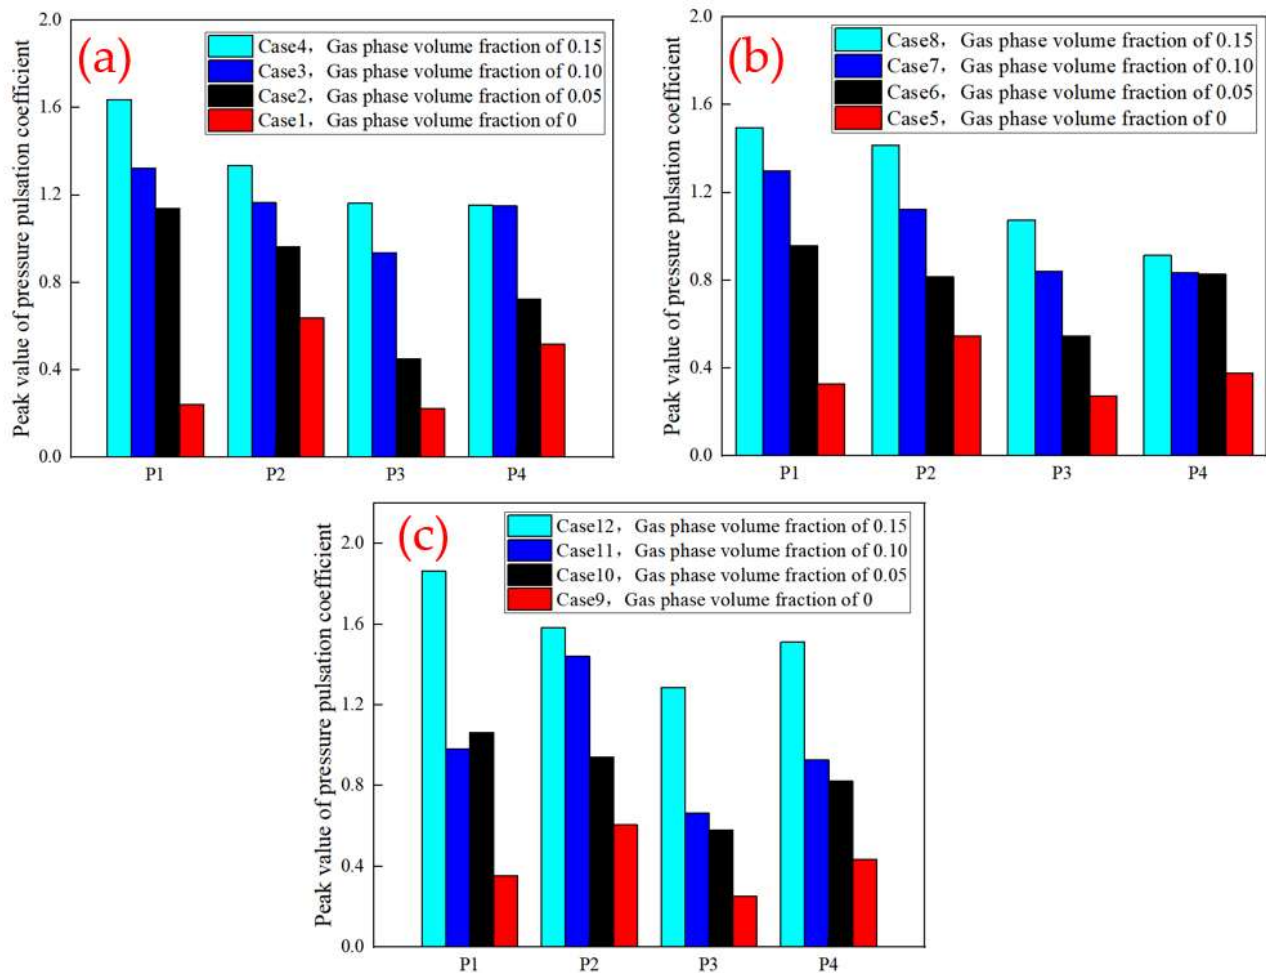 (a)
Peak value of pressure pulsation coefficient
2.0
1.6
1.2
0.8
0.4
0.0
Case4，Gas phase volume fraction of 0.15
Case3，Gas phase volume fraction of 0.10
Case2，Gas phase volume fraction of 0.05
Case1，Gas phase volume fraction of 0
P1 P2 P3 P4
(b)
Peak value of pressure pulsation coefficient
2.0
1.6
1.2
0.8
0.4
0.0
Case8，Gas phase volume fraction of 0.15
Case7，Gas phase volume fraction of 0.10
Case6，Gas phase volume fraction of 0.05
Case5，Gas phase volume fraction of 0
P1 P2 P3 P4
(c)
Peak value of pressure pulsation coefficient
2.0
1.6
1.2
0.8
0.4
0.0
Case12，Gas phase volume fraction of 0.15
Case11，Gas phase volume fraction of 0.10
Case10，Gas phase volume fraction of 0.05
Case9，Gas phase volume fraction of 0
P1 P2 P3 P4